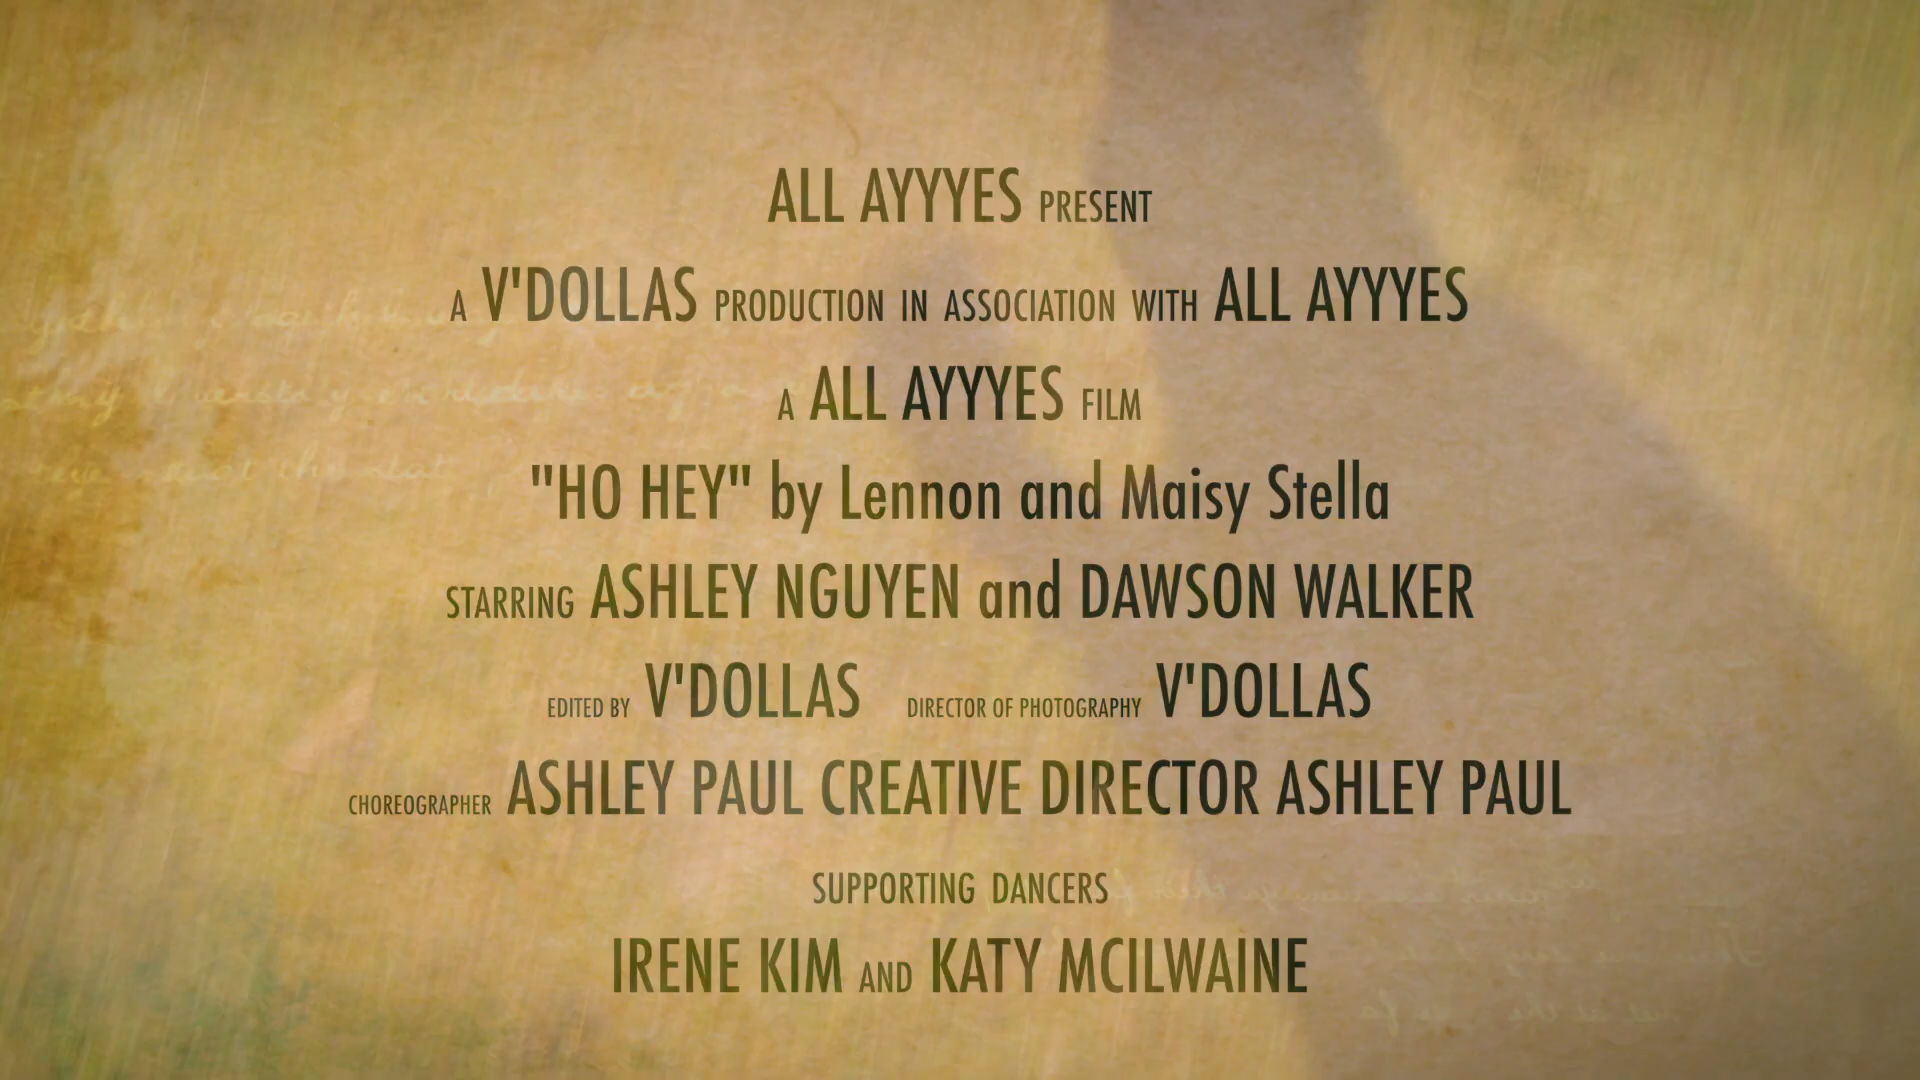 ALL AYYYES PRESENT
A V'DOLLAS PRODUCTION IN ASSOCIATION WITH ALL AYYYES
A ALL AYYYES FILM
"HO HEY" by Lennon and Maisy Stella
STARRING ASHLEY NGUYEN and DAWSON WALKER
EDITED BY V'DOLLAS DIRECTOR OF PHOTOGRAPHY V'DOLLAS
CHOREOGRAPHER ASHLEY PAUL CREATIVE DIRECTOR ASHLEY PAUL
SUPPORTING DANCERS
IRENE KIM AND KATY MCILWAINE